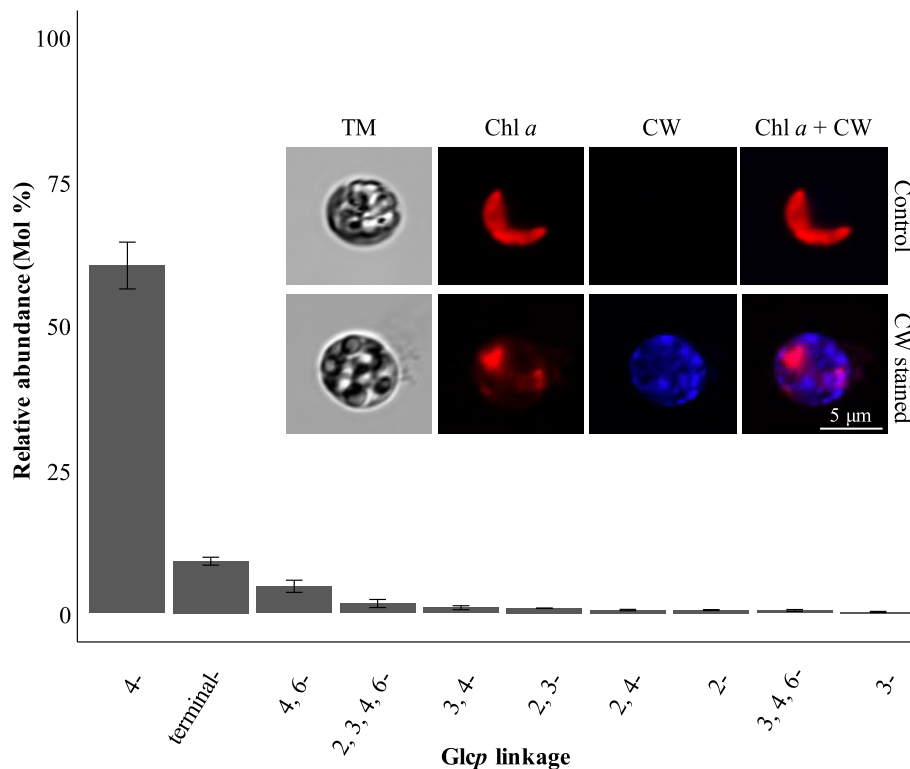 100
75
50
25
0
Relative abundance (Mol %)
TM
Chl a
CW
Chl a + CW
Control
CW stained
5 μm
4-
terminal-
4, 6-
2, 3, 4, 6-
3, 4-
2, 3-
2, 4-
2-
3, 4, 6-
3-
Glcp linkage